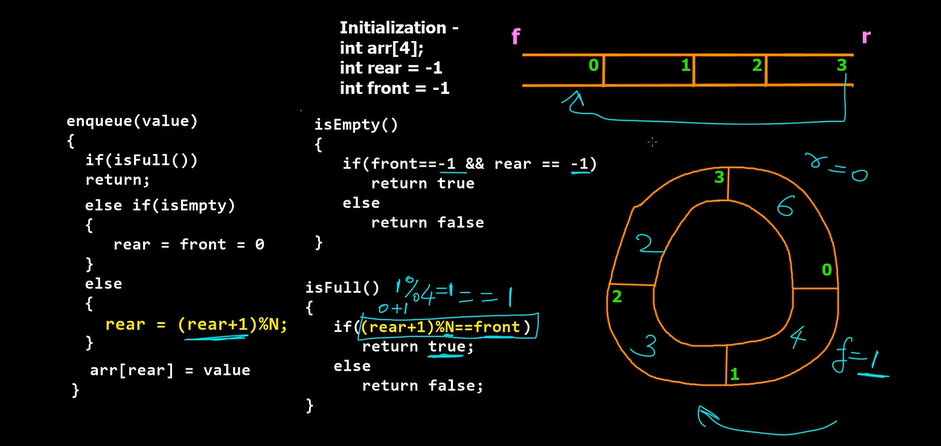 Initialization -
int arr[4];
int rear = -1
int front = -1
f
r
0 1 2 3
enqueue(value)
{
if(isFull())
return;
else if(isEmpty)
{
rear = front = 0
}
else
{
rear = (rear+1)%N;
}
arr[rear] = value
}
isEmpty()
{
if(front==-1 && rear == -1)
return true
else
return false
}
isFull()
1%4=1 == 1
0+1
{
if((rear+1)%N==front)
return true;
else
return false;
}
r=0
3
6
2
0
2
3
4
1
f=1